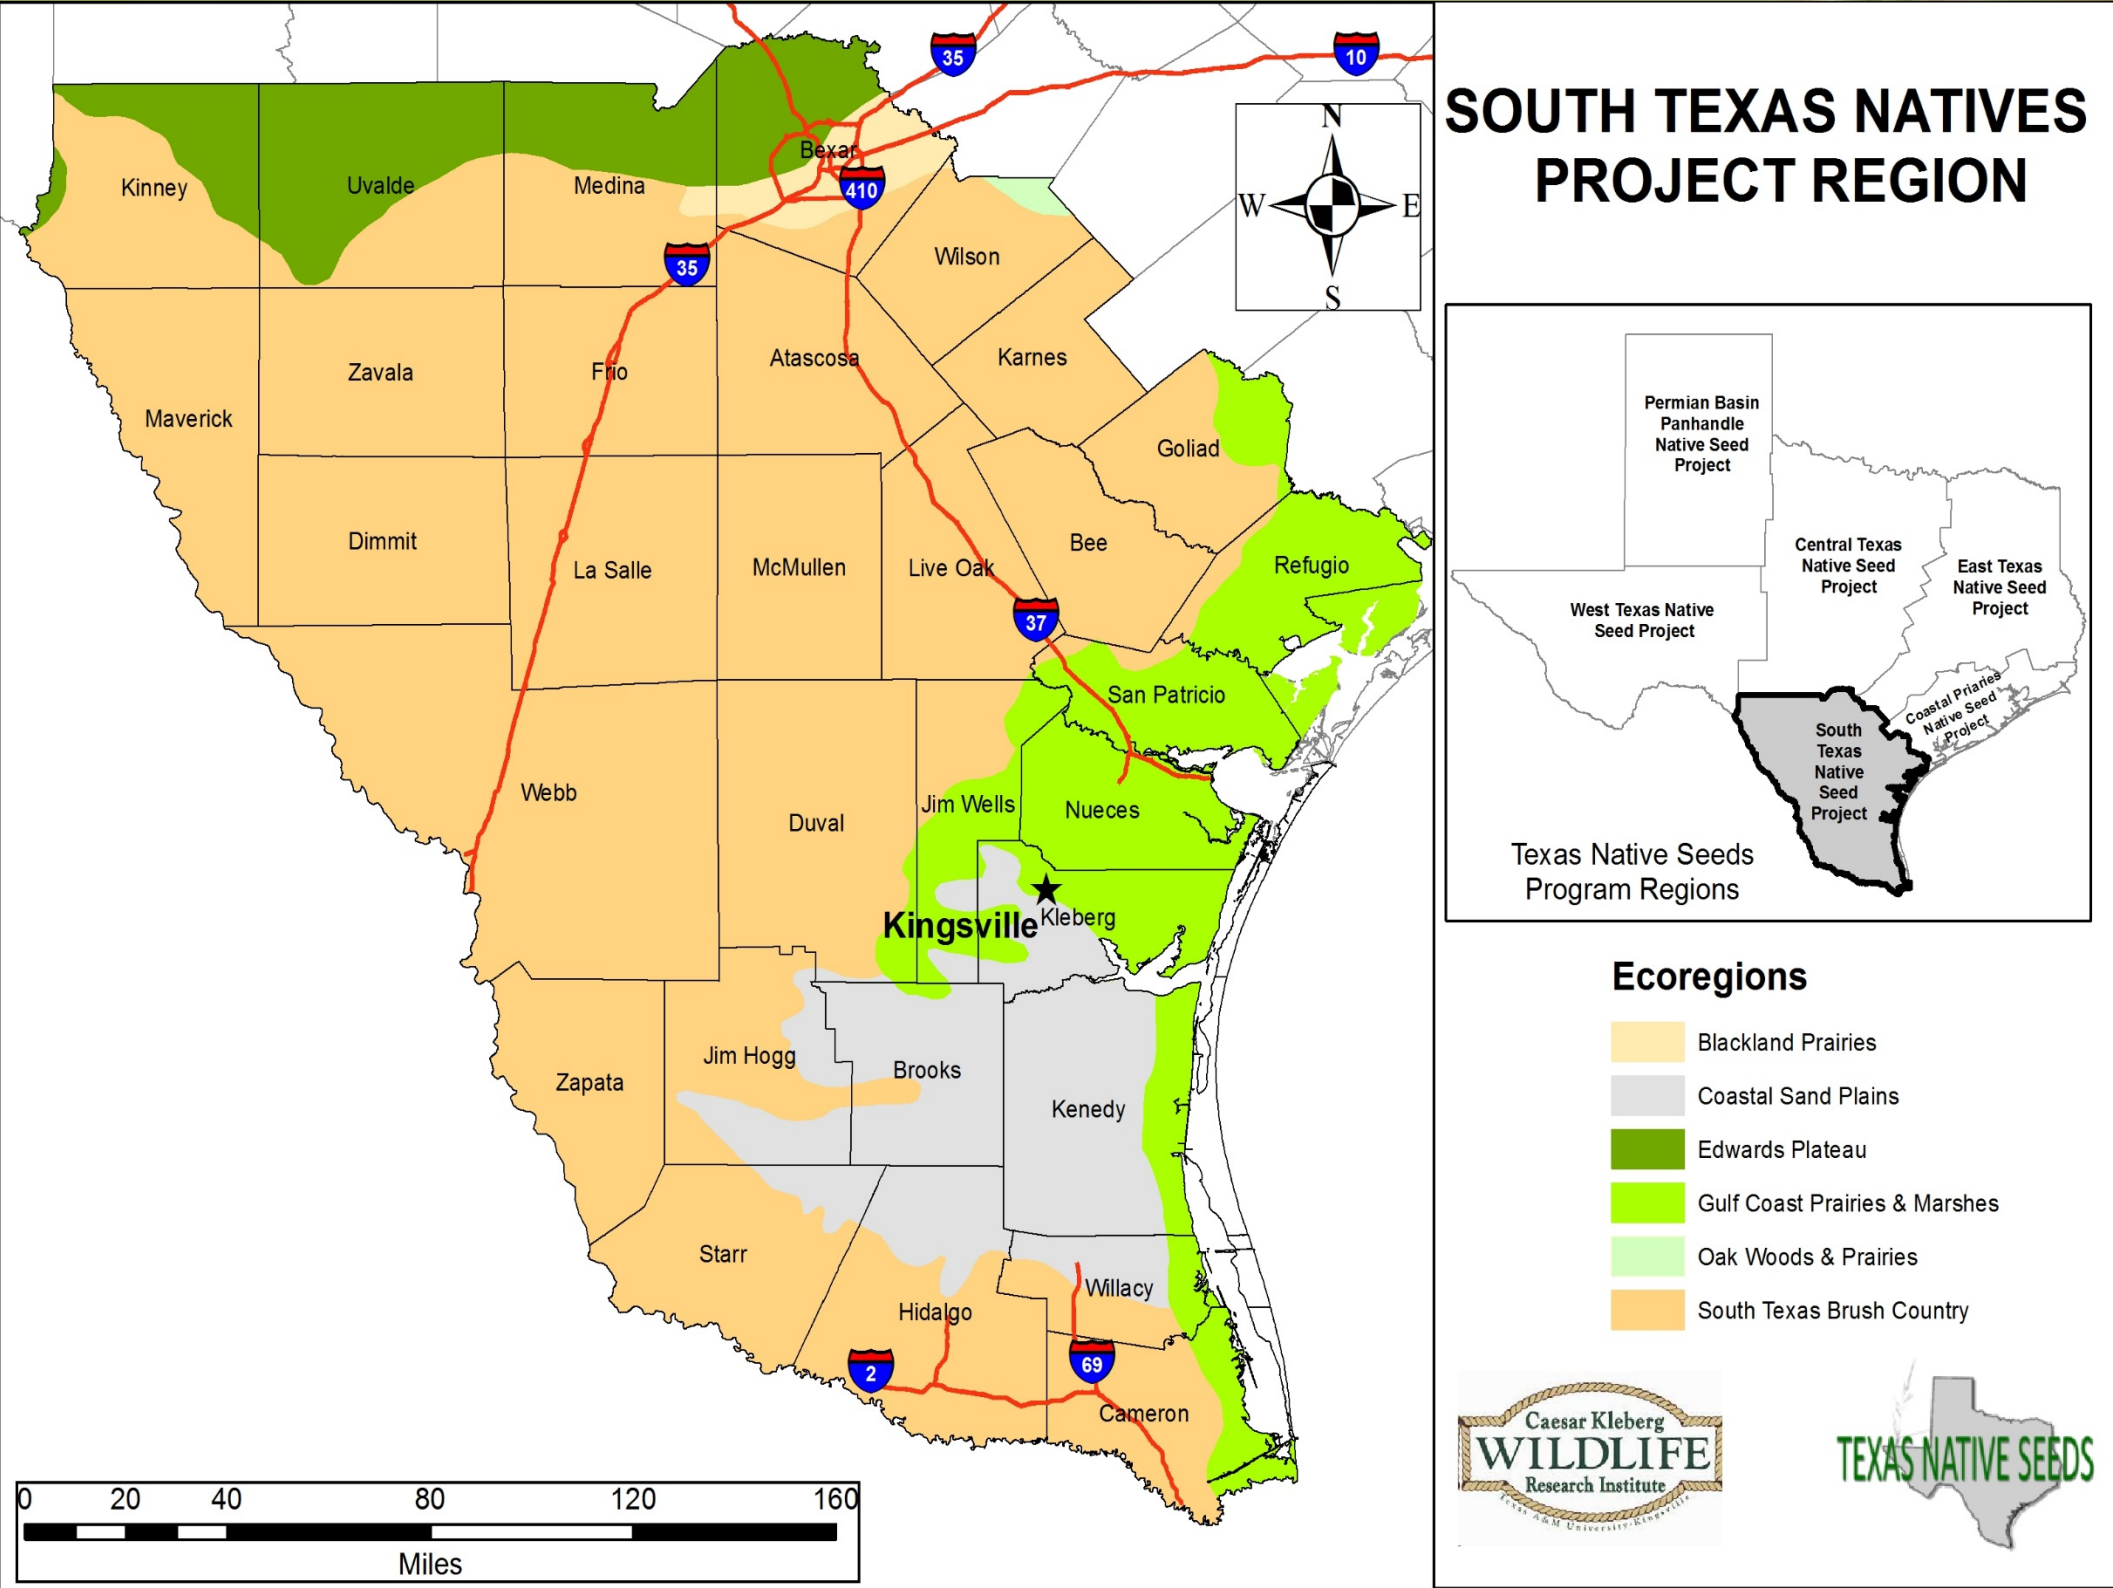 SOUTH TEXAS NATIVES
PROJECT REGION
35
10
N
W
E
S
Bexar
410
Kinney
Uvalde
Medina
35
Wilson
Zavala
Frio
Atascosa
Karnes
Maverick
Goliad
Dimmit
La Salle
McMullen
Live Oak
Bee
Refugio
37
San Patricio
Webb
Duval
Jim Wells
Nueces
Kingsville
Kleberg
Zapata
Jim Hogg
Brooks
Kenedy
Starr
Hidalgo
Willacy
2
69
Cameron
0 20 40 80 120 160
Miles
Permian Basin
Panhandle
Native Seed
Project
Central Texas
Native Seed
Project
East Texas
Native Seed
Project
West Texas Native
Seed Project
Coastal Priaries
Native Seed
Project
South
Texas
Native
Seed
Project
Texas Native Seeds
Program Regions
Ecoregions
Blackland Prairies
Coastal Sand Plains
Edwards Plateau
Gulf Coast Prairies & Marshes
Oak Woods & Prairies
South Texas Brush Country
Caesar Kleberg
WILDLIFE
Research Institute
Texas A&M University-Kingsville
TEXAS NATIVE SEEDS